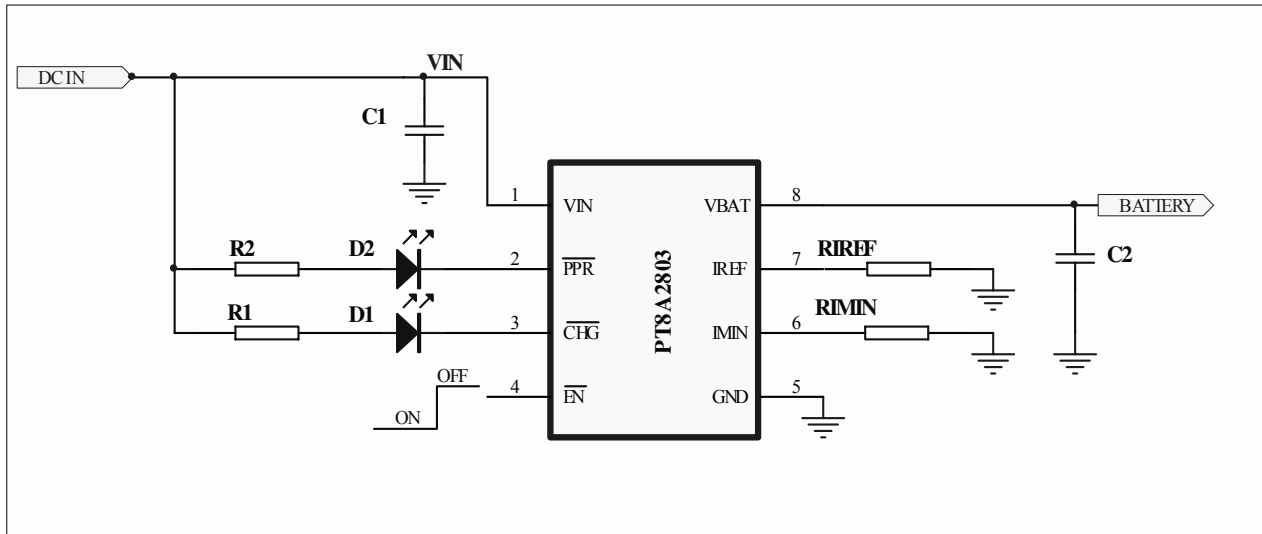 DC IN
VIN
C1
1
VIN
VBAT
8
BATTERY
R2
D2
2
PPR
IREF
7
RIREF
C2
R1
D1
3
CHG
IMIN
6
RIMIN
PT8A2803
OFF
ON
4
EN
GND
5